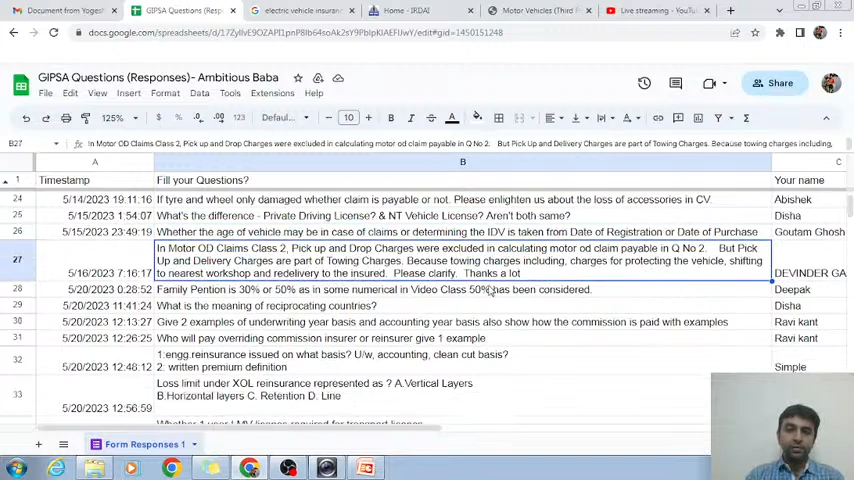 Document from Yogesh
GIPSA Questions (Resp
electric vehicle insuranc
Home - IRDAI
Motor Vehicles (Third P
Live streaming - YouTu
docs.google.com/spreadsheets/d/
edit#gid=1450151248
GIPSA Questions (Responses)- Ambitious Baba
File Edit View Insert Format Data Tools Extensions Help
Share
125% $ % .0 .00 123 Defaul... 10
B27 In Motor OD Claims Class 2, Pick up and Drop Charges were excluded in calculating motor od claim payable in Q No 2. But Pick Up and Delivery Charges are part of Towing Charges. Because towing charges including,
A B C
1 Timestamp Fill your Questions? Your name
24 5/14/2023 19:11:16 If tyre and wheel only damaged whether claim is payable or not. Please enlighten us about the loss of accessories in CV. Abishek
25 5/15/2023 1:54:07 What's the difference - Private Driving License? & NT Vehicle License? Aren't both same? Disha
26 5/15/2023 23:49:19 Whether the age of vehicle may be in case of claims or determining the IDV is taken from Date of Registration or Date of Purchase Goutam Ghosh
In Motor OD Claims Class 2, Pick up and Drop Charges were excluded in calculating motor od claim payable in Q No 2. But Pick
27 Up and Delivery Charges are part of Towing Charges. Because towing charges including, charges for protecting the vehicle, shifting
5/16/2023 7:16:17 to nearest workshop and redelivery to the insured. Please clarify. Thanks a lot DEVINDER GA
28 5/20/2023 0:28:52 Family Pention is 30% or 50% as in some numerical in Video Class 50% has been considered. Deepak
29 5/20/2023 11:41:24 What is the meaning of reciprocating countries? Disha
30 5/20/2023 12:13:27 Give 2 examples of underwriting year basis and accounting year basis also show how the commission is paid with examples Ravi kant
31 5/20/2023 12:26:25 Who will pay overriding commission insurer or reinsurer give 1 example Ravi kant
32 1:engg.reinsurance issued on what basis? U/w, accounting, clean cut basis?
5/20/2023 12:48:12 2: written premium definition Simple
Loss limit under XOL reinsurance represented as ? A.Vertical Layers
33 B.Horizontal layers C. Retention D. Line
5/20/2023 12:56:59
Form Responses 1